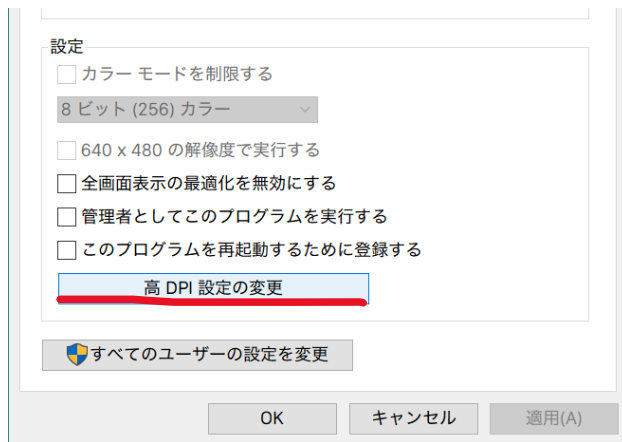 設定
カラー モードを制限する
8 ビット (256) カラー
640 x 480 の解像度で実行する
全画面表示の最適化を無効にする
管理者としてこのプログラムを実行する
このプログラムを再起動するために登録する
高 DPI 設定の変更
すべてのユーザーの設定を変更
OK キャンセル 適用(A)